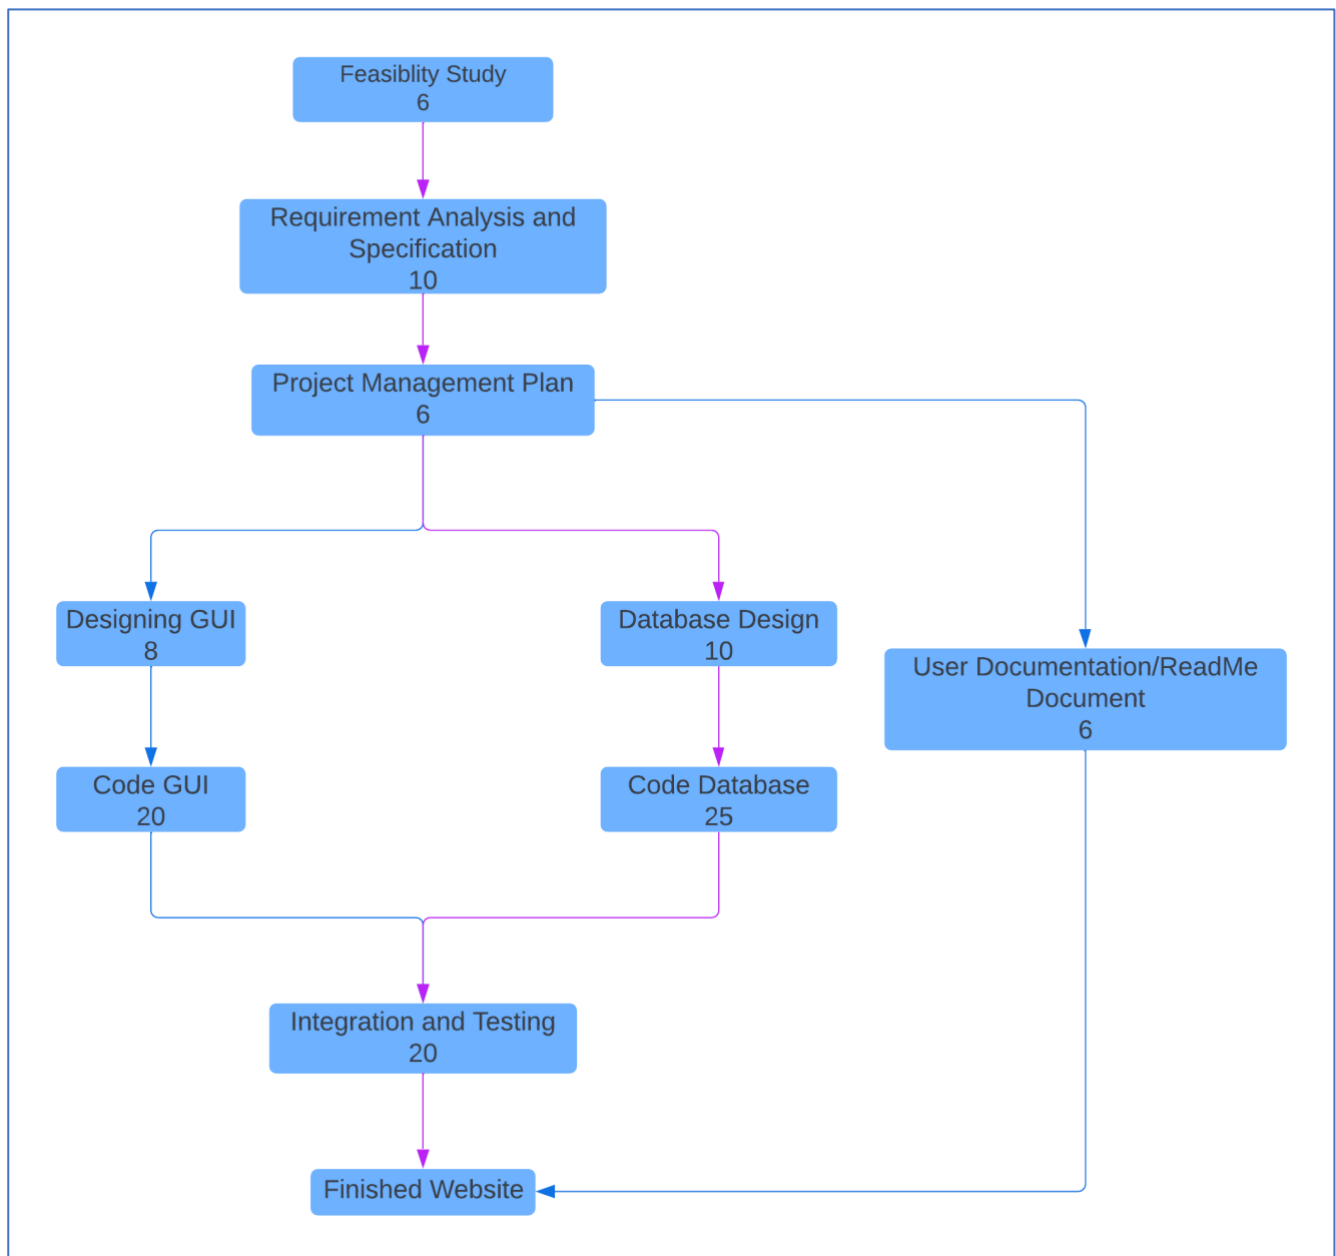 Feasiblity Study
6
Requirement Analysis and
Specification
10
Project Management Plan
6
Designing GUI
8
Database Design
10
User Documentation/ReadMe
Document
6
Code GUI
20
Code Database
25
Integration and Testing
20
Finished Website